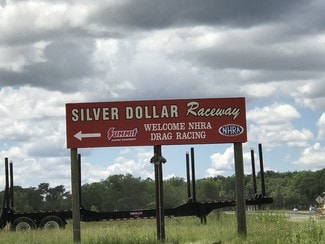 SILVER DOLLAR Raceway
Summit
WELCOME NHRA
DRAG RACING
NHRA